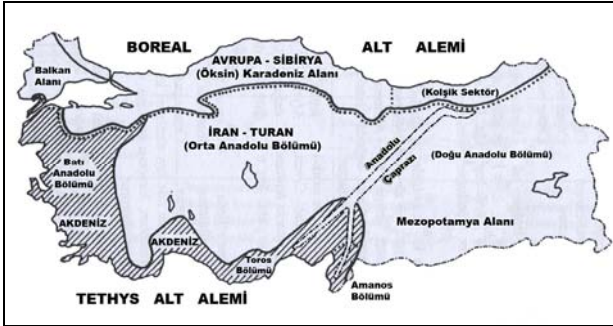 BOREAL ALT ALEMİ
AVRUPA - SİBİRYA
(Öksin) Karadeniz Alanı
Balkan
Alanı
(Kolşik Sektör)
İRAN - TURAN
(Orta Anadolu Bölümü)
Anadolu
Çaprazı
(Doğu Anadolu Bölümü)
Batı
Anadolu
Bölümü
AKDENİZ
AKDENİZ
Toros
Bölümü
Mezopotamya Alanı
Amanos
Bölümü
TETHYS ALT ALEMİ